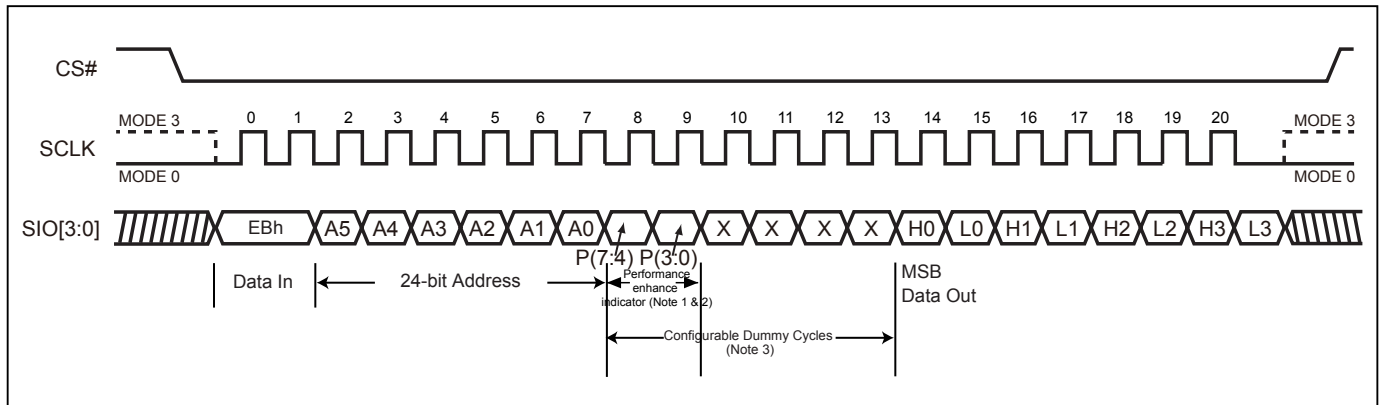 CS#
MODE 3 0 1 2 3 4 5 6 7 8 9 10 11 12 13 14 15 16 17 18 19 20 MODE 3
SCLK
MODE 0 MODE 0
SIO[3:0] EBh A5 A4 A3 A2 A1 A0 X X X X H0 L0 H1 L1 H2 L2 H3 L3
P(7:4) P(3:0)
Data In 24-bit Address
Performance
enhance
indicator (Note 1 & 2)
MSB
Data Out
Configurable Dummy Cycles
(Note 3)